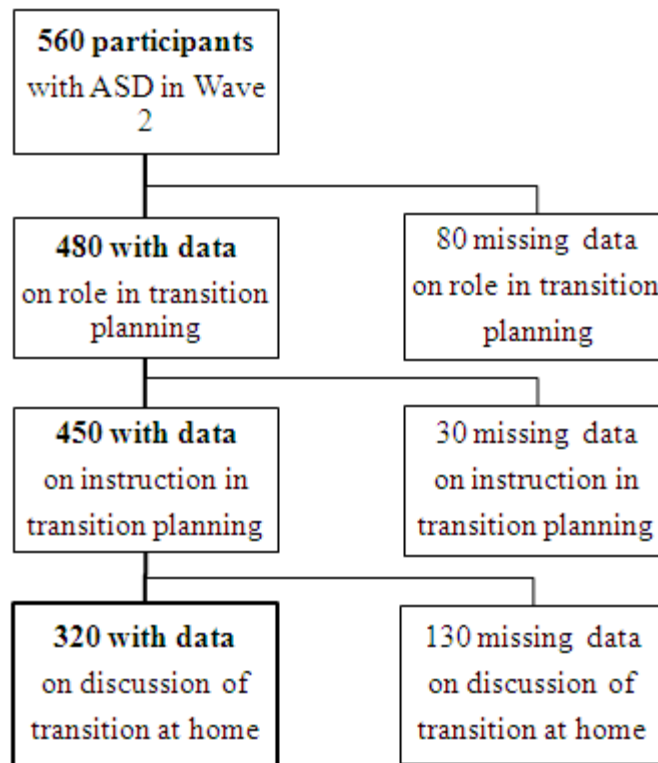 560 participants
with ASD in Wave
2
480 with data
on role in transition
planning
80 missing data
on role in transition
planning
450 with data
on instruction in
transition planning
30 missing data
on instruction in
transition planning
320 with data
on discussion of
transition at home
130 missing data
on discussion of
transition at home